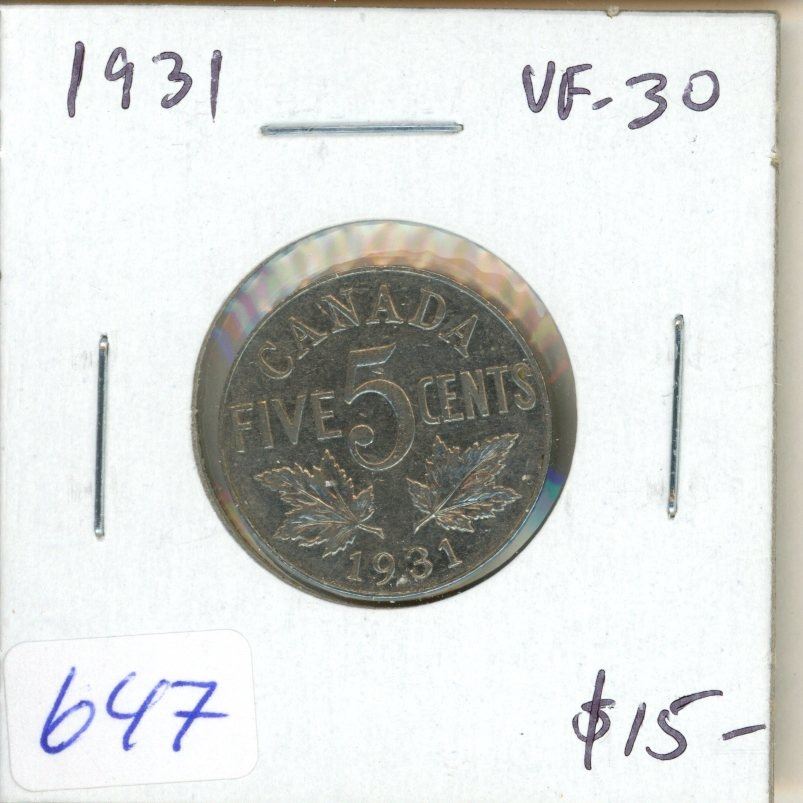 1931 VF-30
CANADA
FIVE 5 CENTS
1931
647
$15-